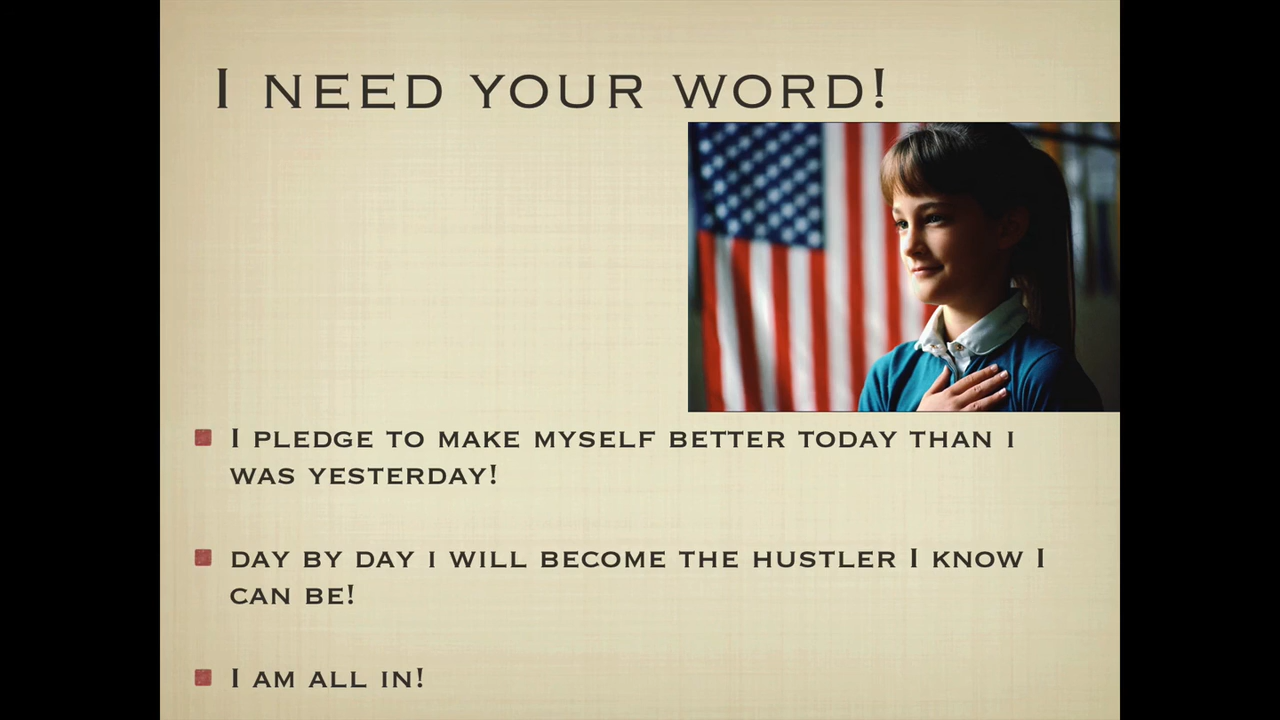 I NEED YOUR WORD!
I PLEDGE TO MAKE MYSELF BETTER TODAY THAN I
WAS YESTERDAY!
DAY BY DAY I WILL BECOME THE HUSTLER I KNOW I
CAN BE!
I AM ALL IN!